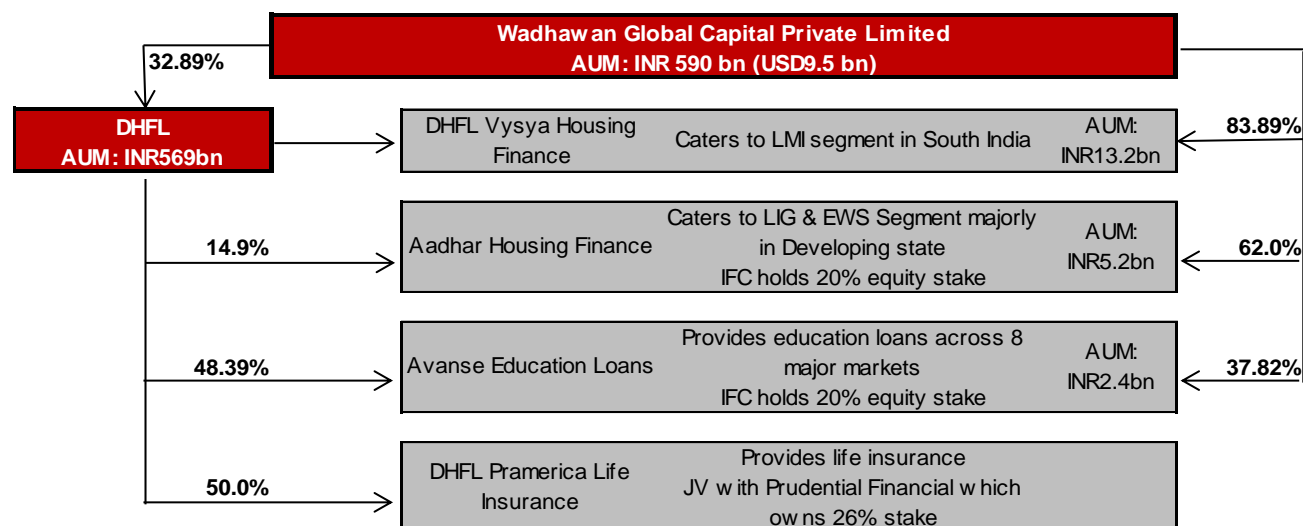 Wadhawan Global Capital Private Limited
AUM: INR 590 bn (USD9.5 bn)
32.89%
DHFL
AUM: INR569bn
DHFL Vysya Housing
Finance
Caters to LMI segment in South India
AUM:
INR13.2bn
83.89%
14.9%
Aadhar Housing Finance
Caters to LIG & EWS Segment majorly
in Developing state
IFC holds 20% equity stake
AUM:
INR5.2bn
62.0%
48.39%
Avanse Education Loans
Provides education loans across 8
major markets
IFC holds 20% equity stake
AUM:
INR2.4bn
37.82%
50.0%
DHFL Pramerica Life
Insurance
Provides life insurance
JV with Prudential Financial which
owns 26% stake